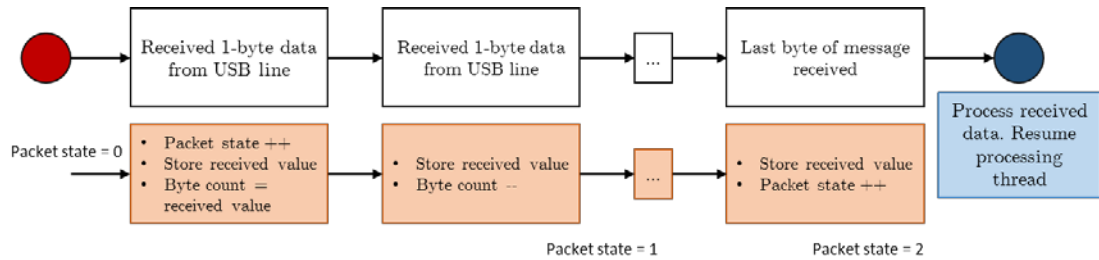 Received 1-byte data
from USB line
Received 1-byte data
from USB line
...
Last byte of message
received
Packet state = 0
• Packet state ++
• Store received value
• Byte count =
received value
• Store received value
• Byte count --
...
• Store received value
• Packet state ++
Process received
data. Resume
processing
thread
Packet state = 1
Packet state = 2